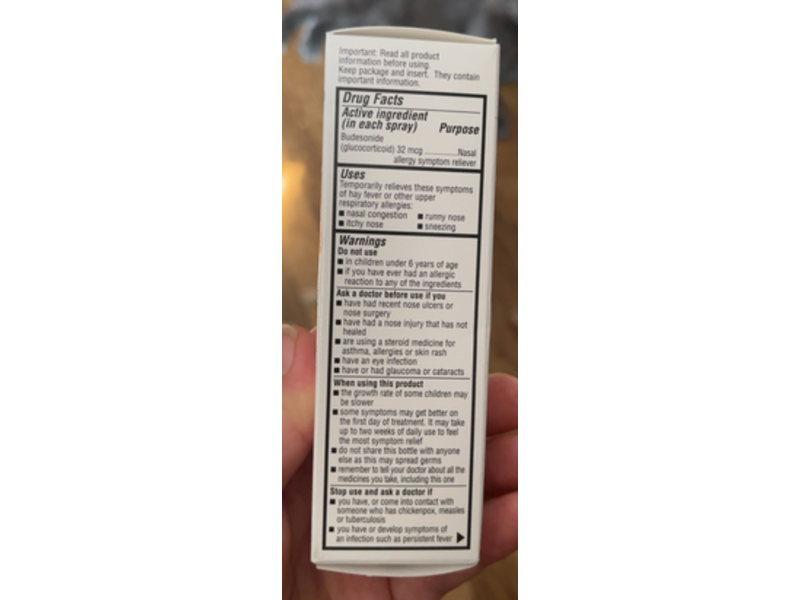 Important: Read all product
information before using.
Keep package and insert. They contain
important information.
Drug Facts
Active ingredient
(in each spray) Purpose
Budesonide
(glucocorticoid) 32 mcg ............Nasal
allergy symptom reliever
Uses
Temporarily relieves these symptoms
of hay fever or other upper
respiratory allergies:
■ nasal congestion ■ runny nose
■ itchy nose ■ sneezing
Warnings
Do not use
■ in children under 6 years of age
■ if you have ever had an allergic
reaction to any of the ingredients
Ask a doctor before use if you
■ have had recent nose ulcers or
nose surgery
■ have had a nose injury that has not
healed
■ are using a steroid medicine for
asthma, allergies or skin rash
■ have an eye infection
■ have or had glaucoma or cataracts
When using this product
■ the growth rate of some children may
be slower
■ some symptoms may get better on
the first day of treatment. It may take
up to two weeks of daily use to feel
the most symptom relief
■ do not share this bottle with anyone
else as this may spread germs
■ remember to tell your doctor about all the
medicines you take, including this one
Stop use and ask a doctor if
■ you have, or come into contact with
someone who has chickenpox, measles
or tuberculosis
■ you have or develop symptoms of
an infection such as persistent fever ▶